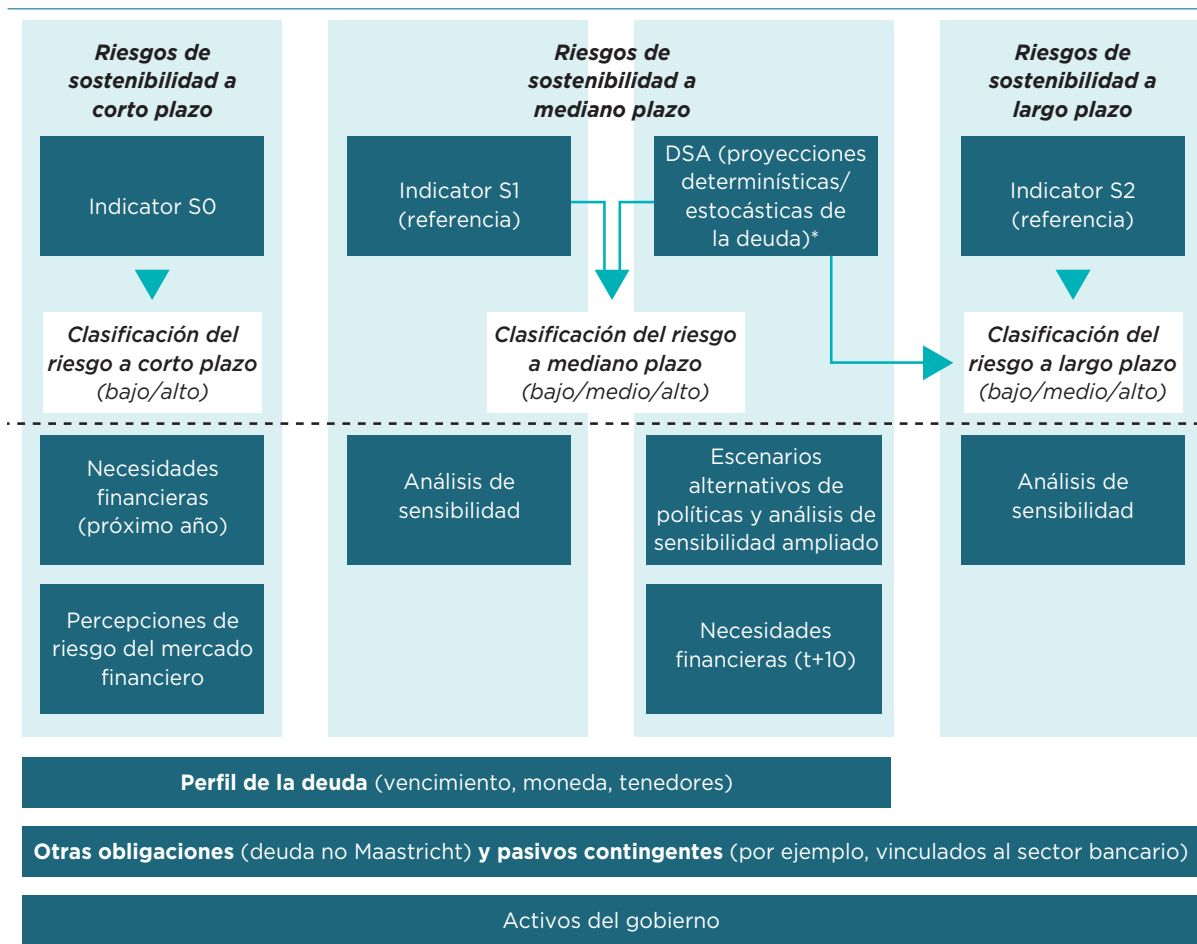 Riesgos de
sostenibilidad a
corto plazo
Riesgos de
sostenibilidad a
mediano plazo
Riesgos de
sostenibilidad a
largo plazo
Indicator S0
Indicator S1
(referencia)
DSA (proyecciones
determinísticas/
estocásticas de
la deuda)*
Indicator S2
(referencia)
Clasificación del
riesgo a corto plazo
(bajo/alto)
Clasificación del riesgo
a mediano plazo
(bajo/medio/alto)
Clasificación del
riesgo a largo plazo
(bajo/medio/alto)
Necesidades
financieras
(próximo año)
Análisis de
sensibilidad
Escenarios
alternativos de
políticas y análisis de
sensibilidad ampliado
Análisis de
sensibilidad
Percepciones de
riesgo del mercado
financiero
Necesidades
financieras (t+10)
Perfil de la deuda (vencimiento, moneda, tenedores)
Otras obligaciones (deuda no Maastricht) y pasivos contingentes (por ejemplo, vinculados al sector bancario)
Activos del gobierno